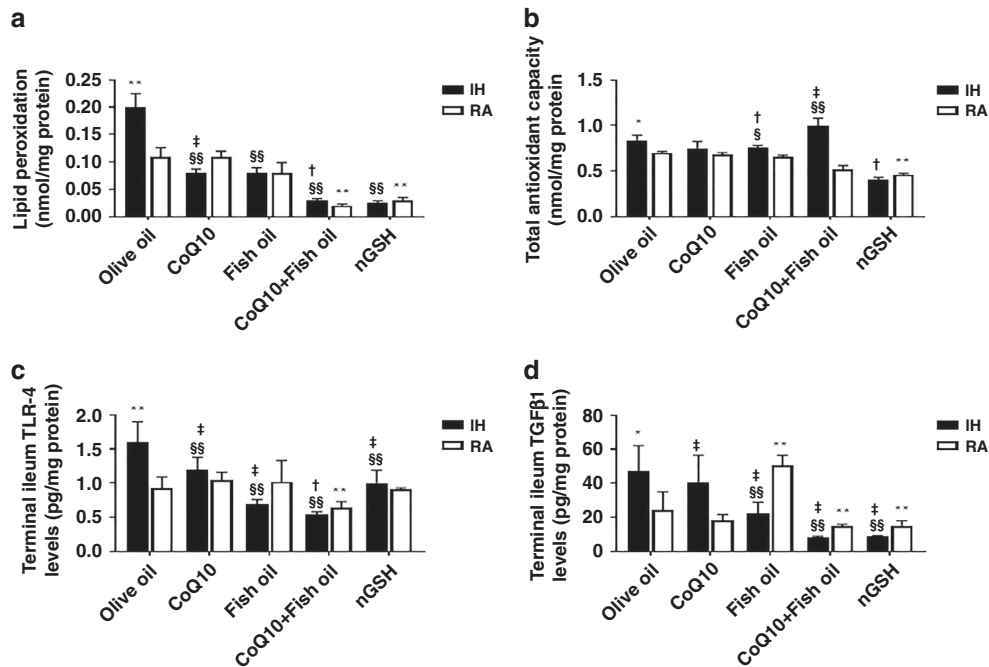 a
Lipid peroxidation
(nmol/mg protein)
0.25
0.20
0.15
0.10
0.05
0.00
**
‡
§§
§§
†
§§
**
§§
**
IH
RA
Olive oil
CoQ10
Fish oil
CoQ10+Fish oil
nGSH
b
Total antioxidant capacity
(nmol/mg protein
1.5
1.0
0.5
0.0
*
†
§
‡
§§
†
**
IH
RA
Olive oil
CoQ10
Fish oil
CoQ10+Fish oil
nGSH
c
Terminal ileum TLR-4
levels (pg/mg protein)
2.0
1.5
1.0
0.5
0.0
**
‡
§§
‡
§§
†
§§
**
‡
§§
IH
RA
Olive oil
CoQ10
Fish oil
CoQ10+Fish oil
nGSH
d
Terminal ileum TGFβ1
levels (pg/mg protein)
80
60
40
20
0
*
‡
‡
§§
**
‡
§§
**
‡
§§
**
IH
RA
Olive oil
CoQ10
Fish oil
CoQ10+Fish oil
nGSH